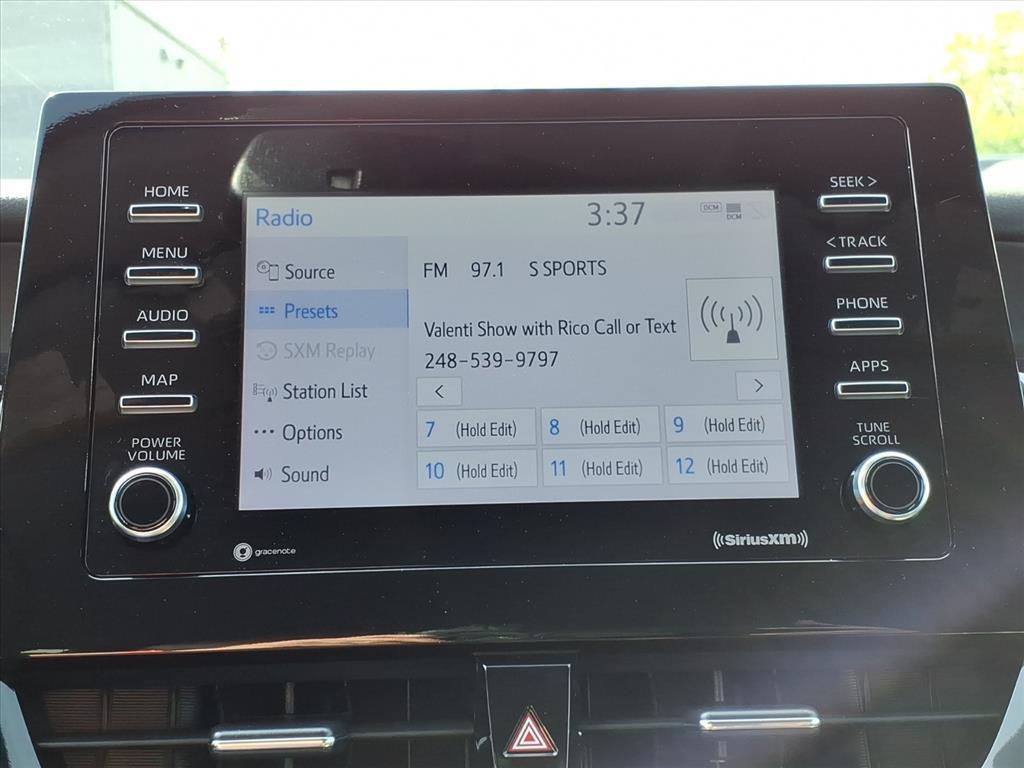 HOME
MENU
AUDIO
MAP
POWER
VOLUME
Radio
3:37
DCM
DCM
Source
Presets
SXM Replay
Station List
Options
Sound
FM 97.1 S SPORTS
Valenti Show with Rico Call or Text
248-539-9797
<
>
7 (Hold Edit)
8 (Hold Edit)
9 (Hold Edit)
10 (Hold Edit)
11 (Hold Edit)
12 (Hold Edit)
SEEK >
< TRACK
PHONE
APPS
TUNE
SCROLL
gracenote
((SiriusXM))